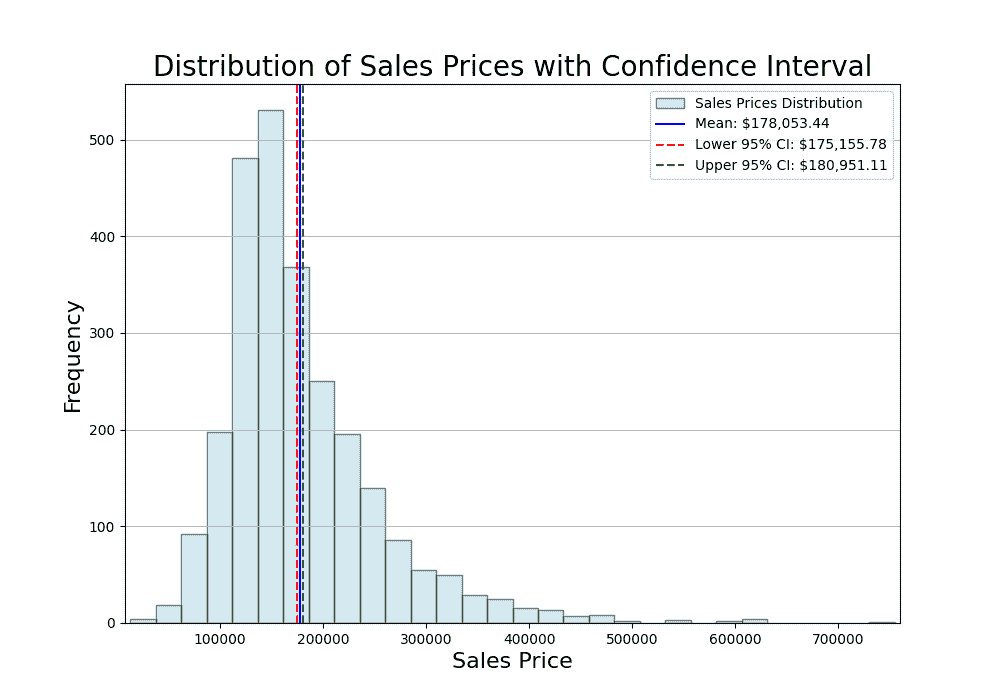 Distribution of Sales Prices with Confidence Interval
Sales Prices Distribution
Mean: $178,053.44
Lower 95% CI: $175,155.78
Upper 95% CI: $180,951.11
500
400
300
200
100
0
Frequency
100000 200000 300000 400000 500000 600000 700000
Sales Price